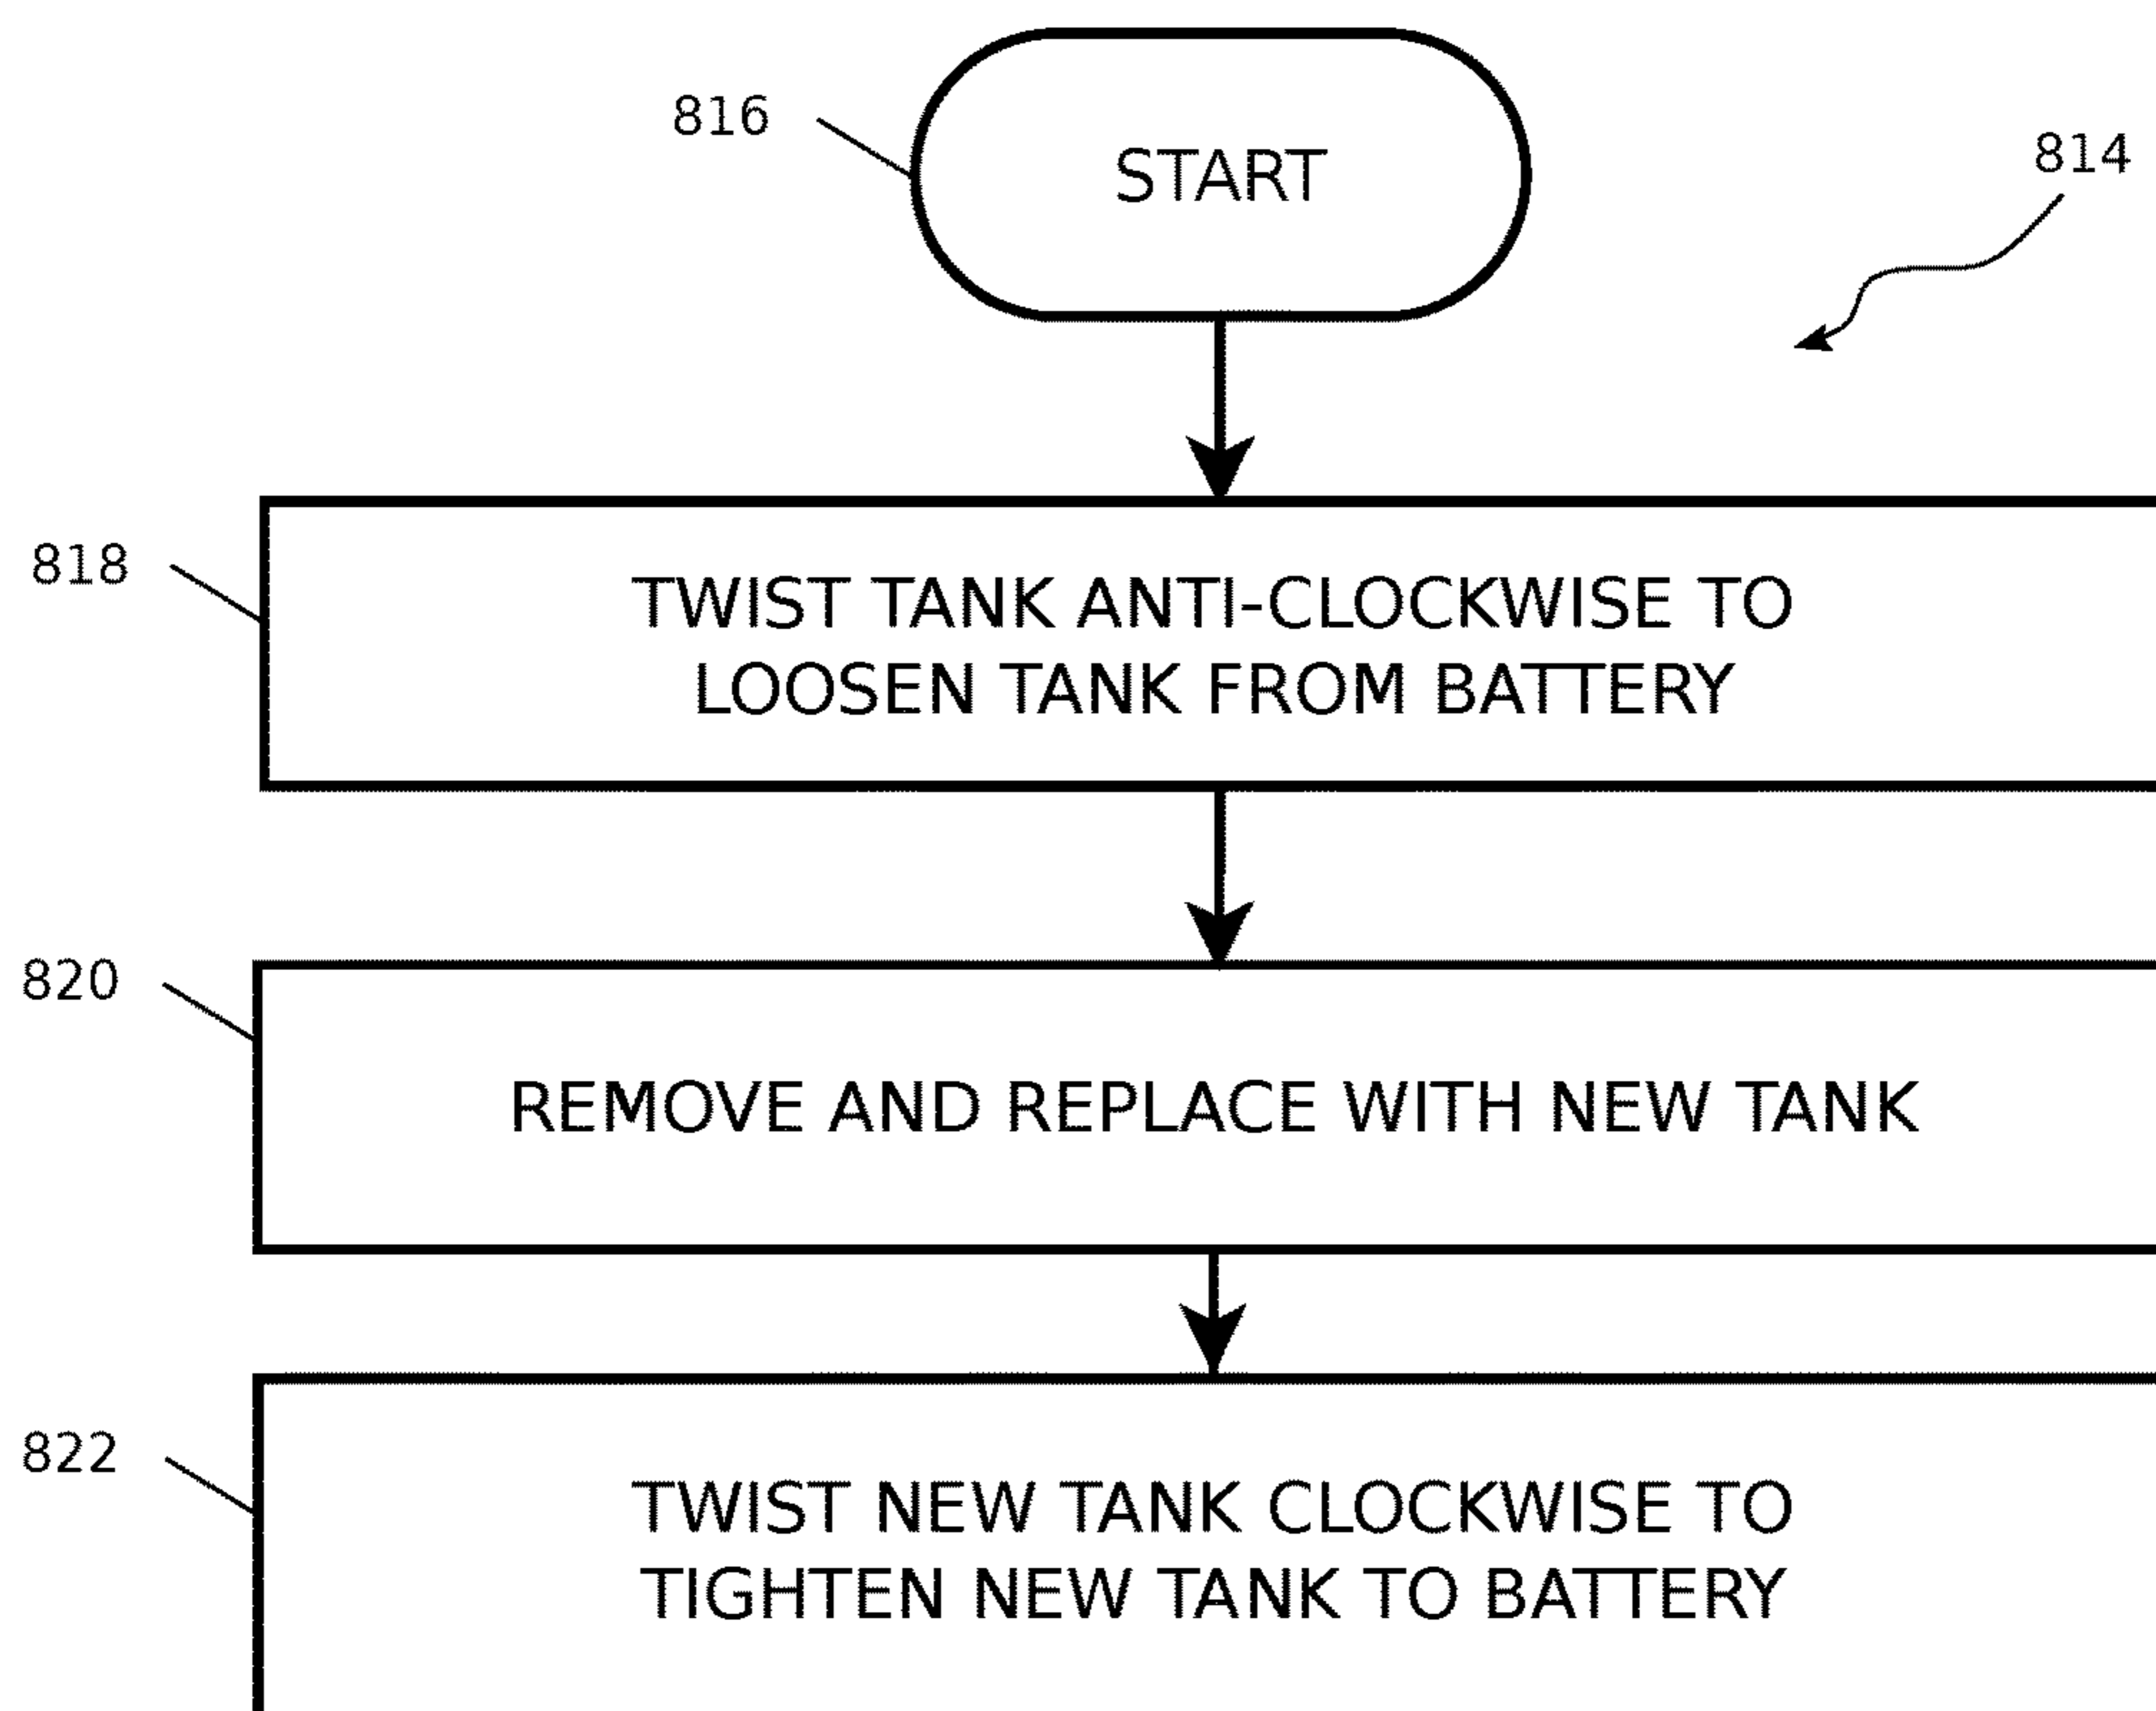 816
START
814
818
TWIST TANK ANTI-CLOCKWISE TO
LOOSEN TANK FROM BATTERY
820
REMOVE AND REPLACE WITH NEW TANK
822
TWIST NEW TANK CLOCKWISE TO
TIGHTEN NEW TANK TO BATTERY